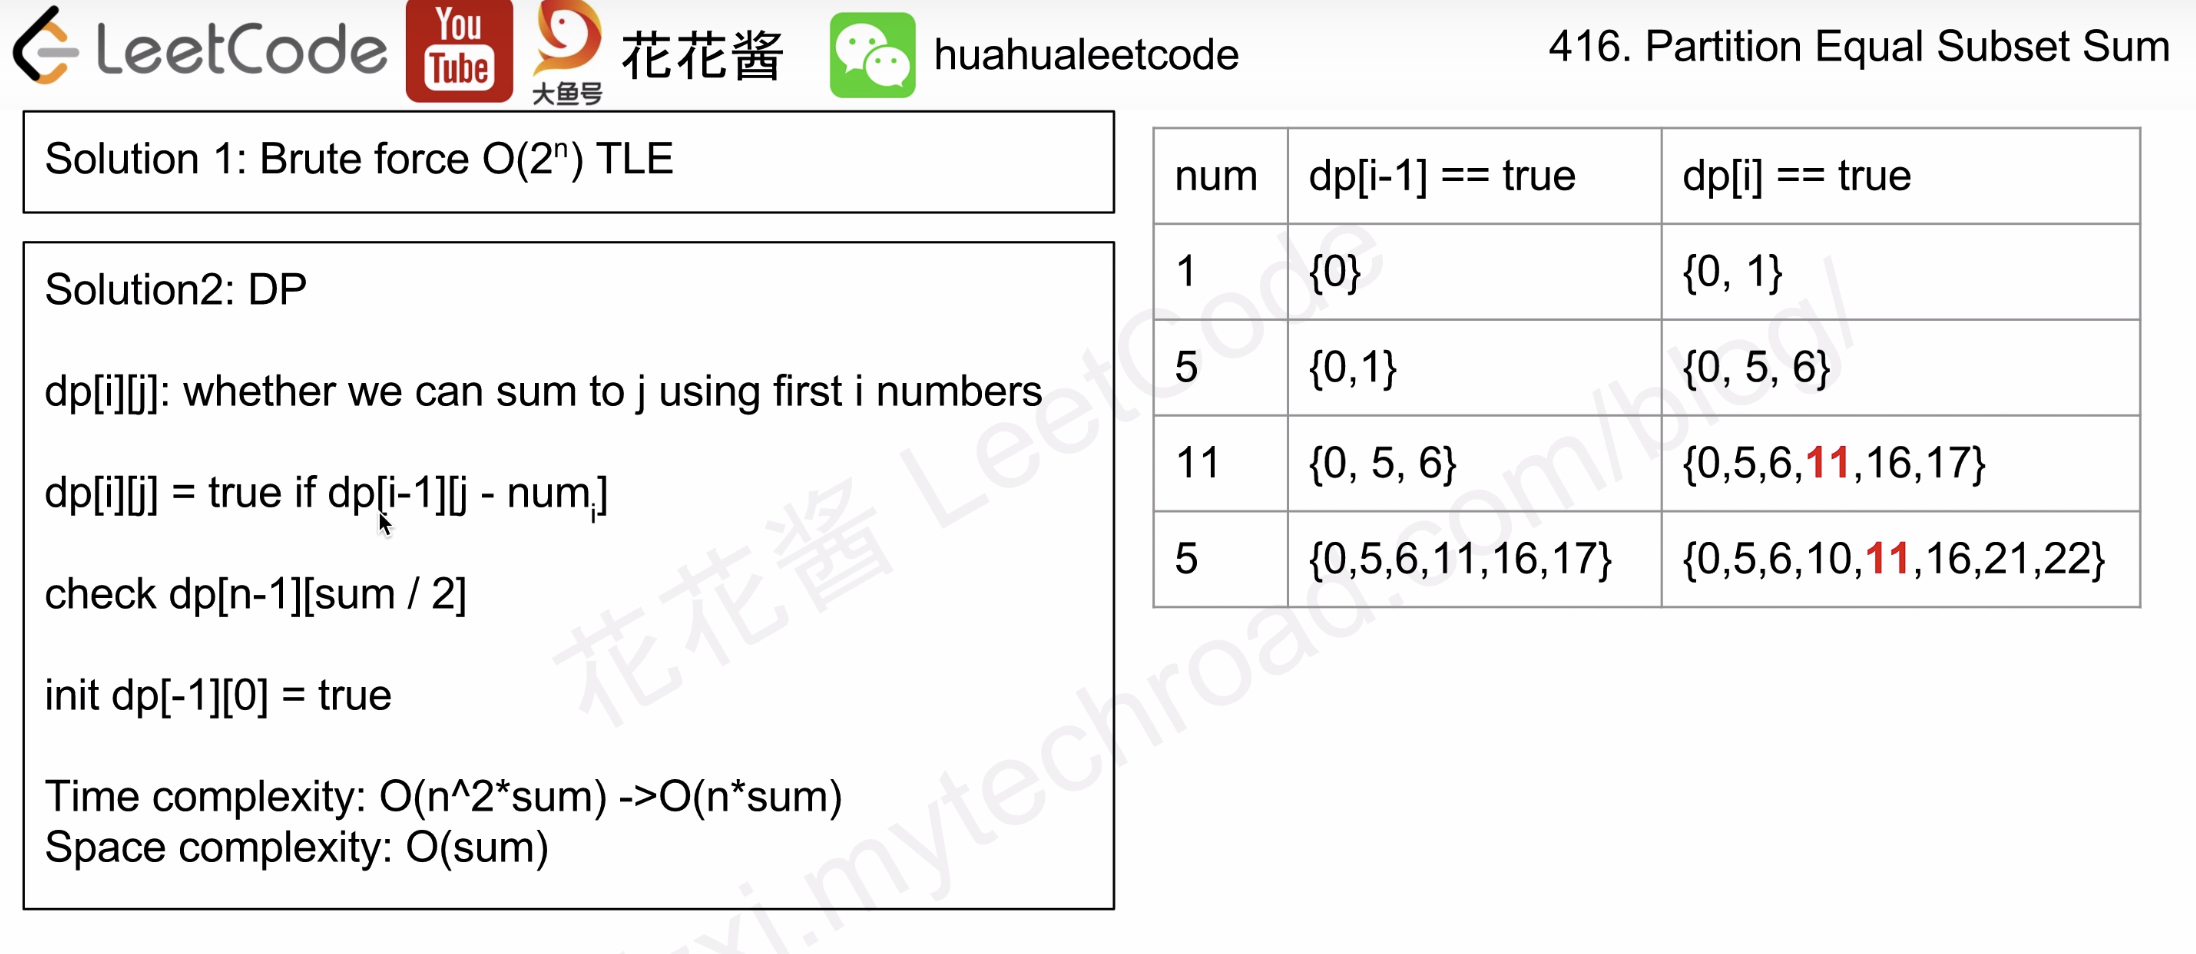 LeetCode
You
Tube
大鱼号
花花酱
huahualeetcode
416. Partition Equal Subset Sum
Solution 1: Brute force O(2ⁿ) TLE
Solution2: DP
dp[i][j]: whether we can sum to j using first i numbers
dp[i][j] = true if dp[i-1][j - numᵢ]
check dp[n-1][sum / 2]
init dp[-1][0] = true
Time complexity: O(n^2*sum) ->O(n*sum)
Space complexity: O(sum)
num dp[i-1] == true dp[i] == true
1 {0} {0, 1}
5 {0,1} {0, 5, 6}
11 {0, 5, 6} {0,5,6,11,16,17}
5 {0,5,6,11,16,17} {0,5,6,10,11,16,21,22}
花花酱 LeetCode
xi.mytechroad.com/blog/